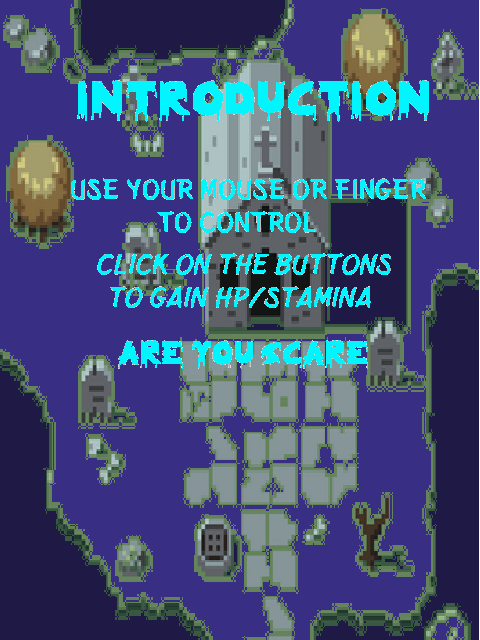 INTRODUCTION
USE YOUR MOUSE OR FINGER
TO CONTROL
CLICK ON THE BUTTONS
TO GAIN HP/STAMINA
ARE YOU SCARE